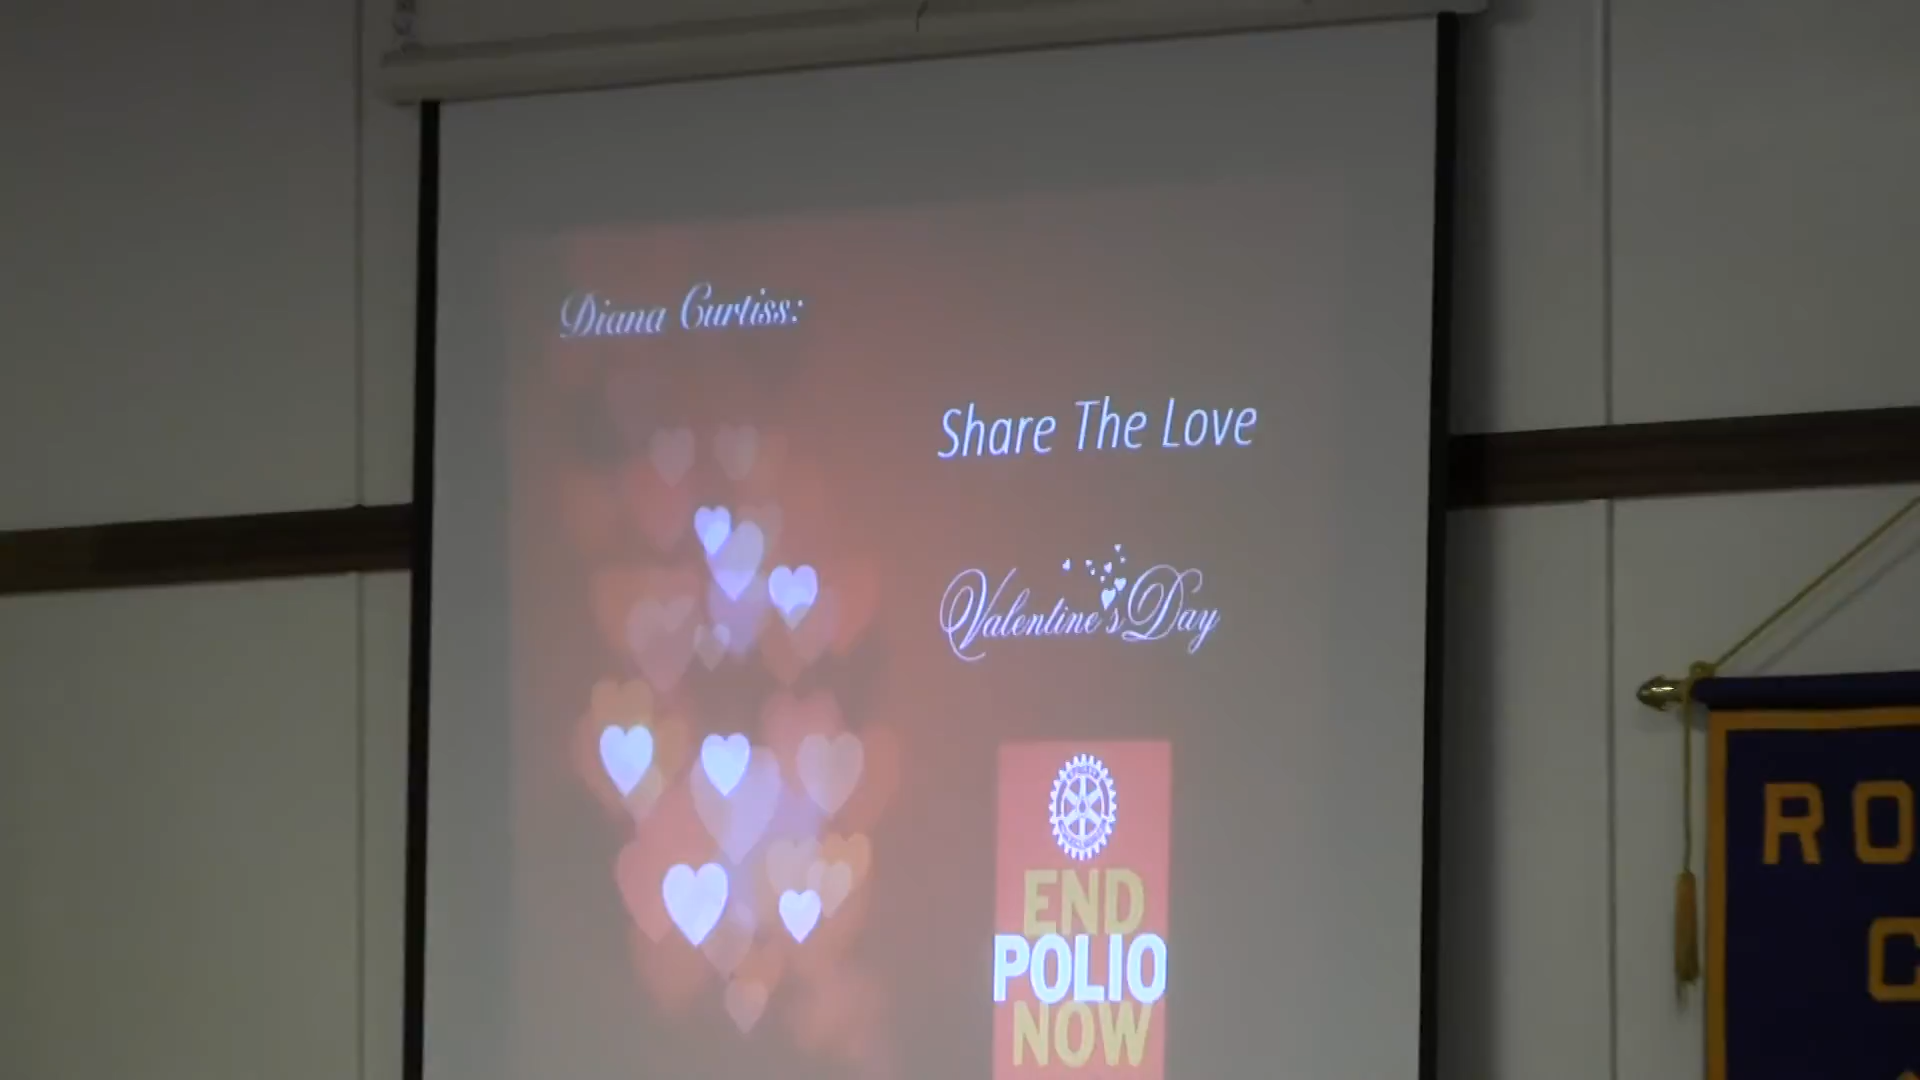 Diana Curtiss:
Share The Love
Valentine's Day
END
POLIO
NOW
RO
C